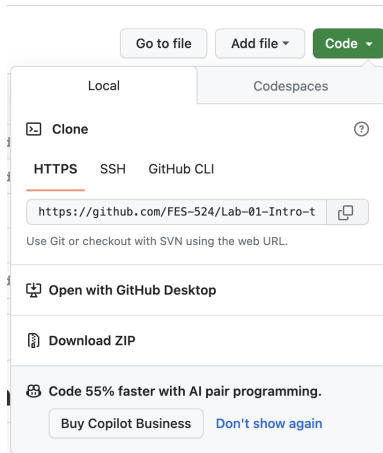 Go to file Add file Code
Local Codespaces
Clone
HTTPS SSH GitHub CLI
https://github.com/FES-524/Lab-01-Intro-t
Use Git or checkout with SVN using the web URL.
Open with GitHub Desktop
Download ZIP
Code 55% faster with AI pair programming.
Buy Copilot Business Don't show again